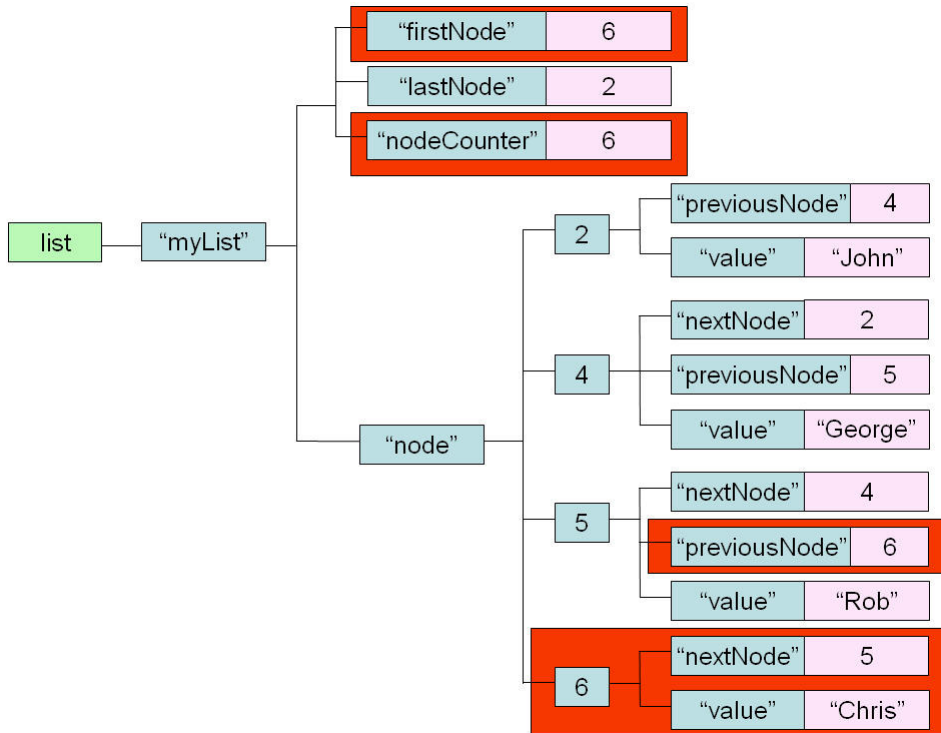 “firstNode” 6
“lastNode” 2
“nodeCounter” 6
list “myList”
“node”
2
“previousNode” 4
“value” “John”
4
“nextNode” 2
“previousNode” 5
“value” “George”
5
“nextNode” 4
“previousNode” 6
“value” “Rob”
6
“nextNode” 5
“value” “Chris”